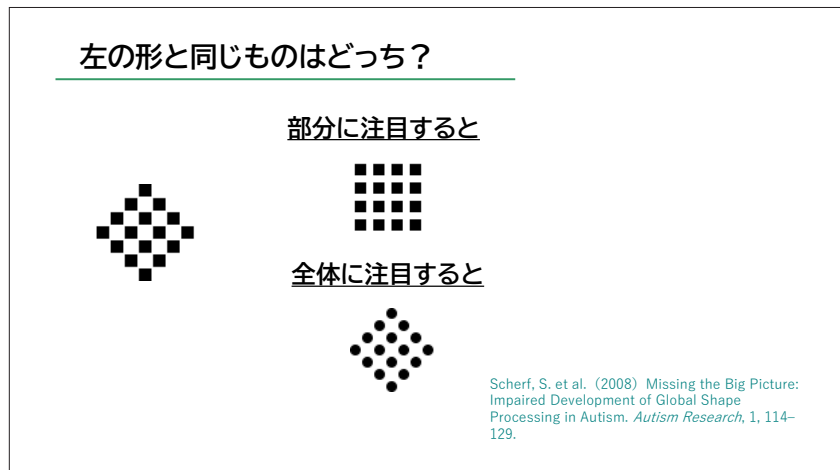 左の形と同じものはどっち？
部分に注目すると
全体に注目すると
Scherf, S. et al.（2008）Missing the Big Picture:
Impaired Development of Global Shape
Processing in Autism. Autism Research, 1, 114–
129.